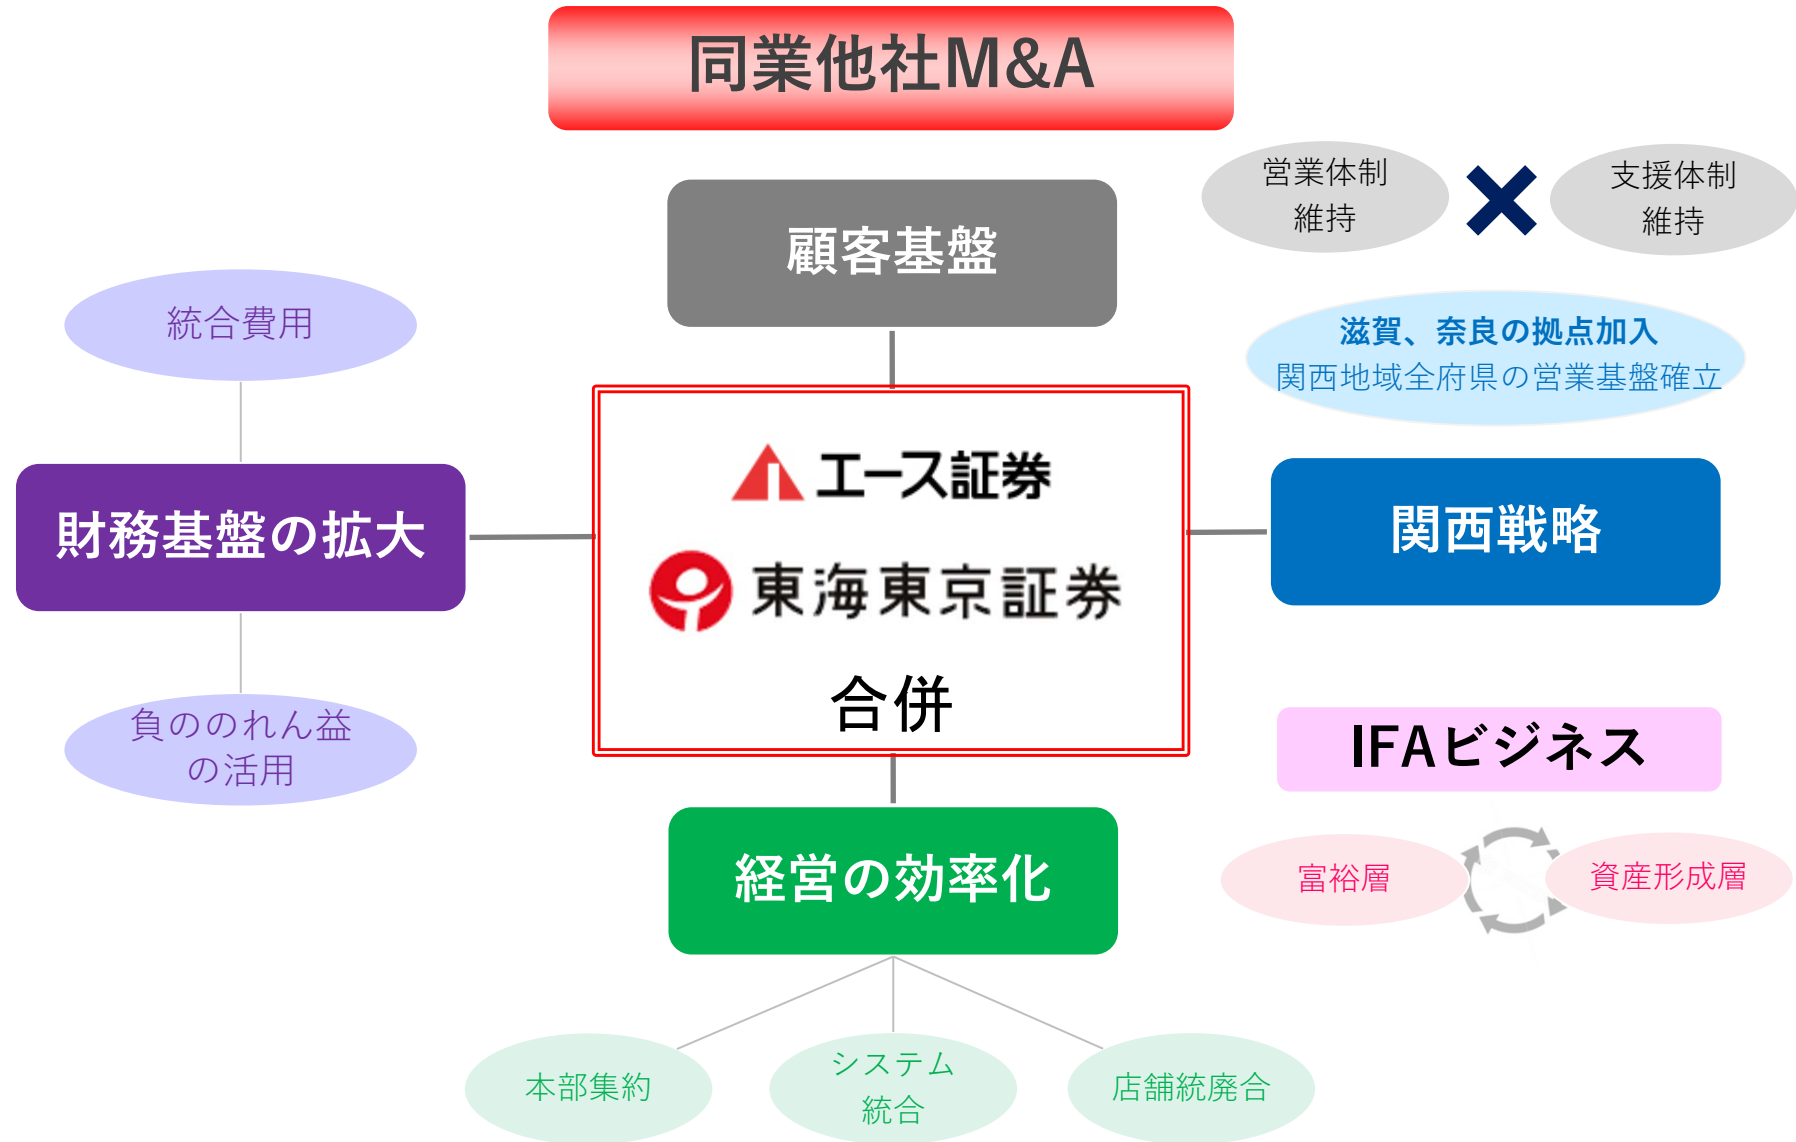 同業他社M&A
営業体制
維持
支援体制
維持
顧客基盤
統合費用
滋賀、奈良の拠点加入
関西地域全府県の営業基盤確立
エース証券
東海東京証券
合併
財務基盤の拡大
関西戦略
負ののれん益
の活用
IFAビジネス
富裕層
資産形成層
経営の効率化
本部集約
システム
統合
店舗統廃合